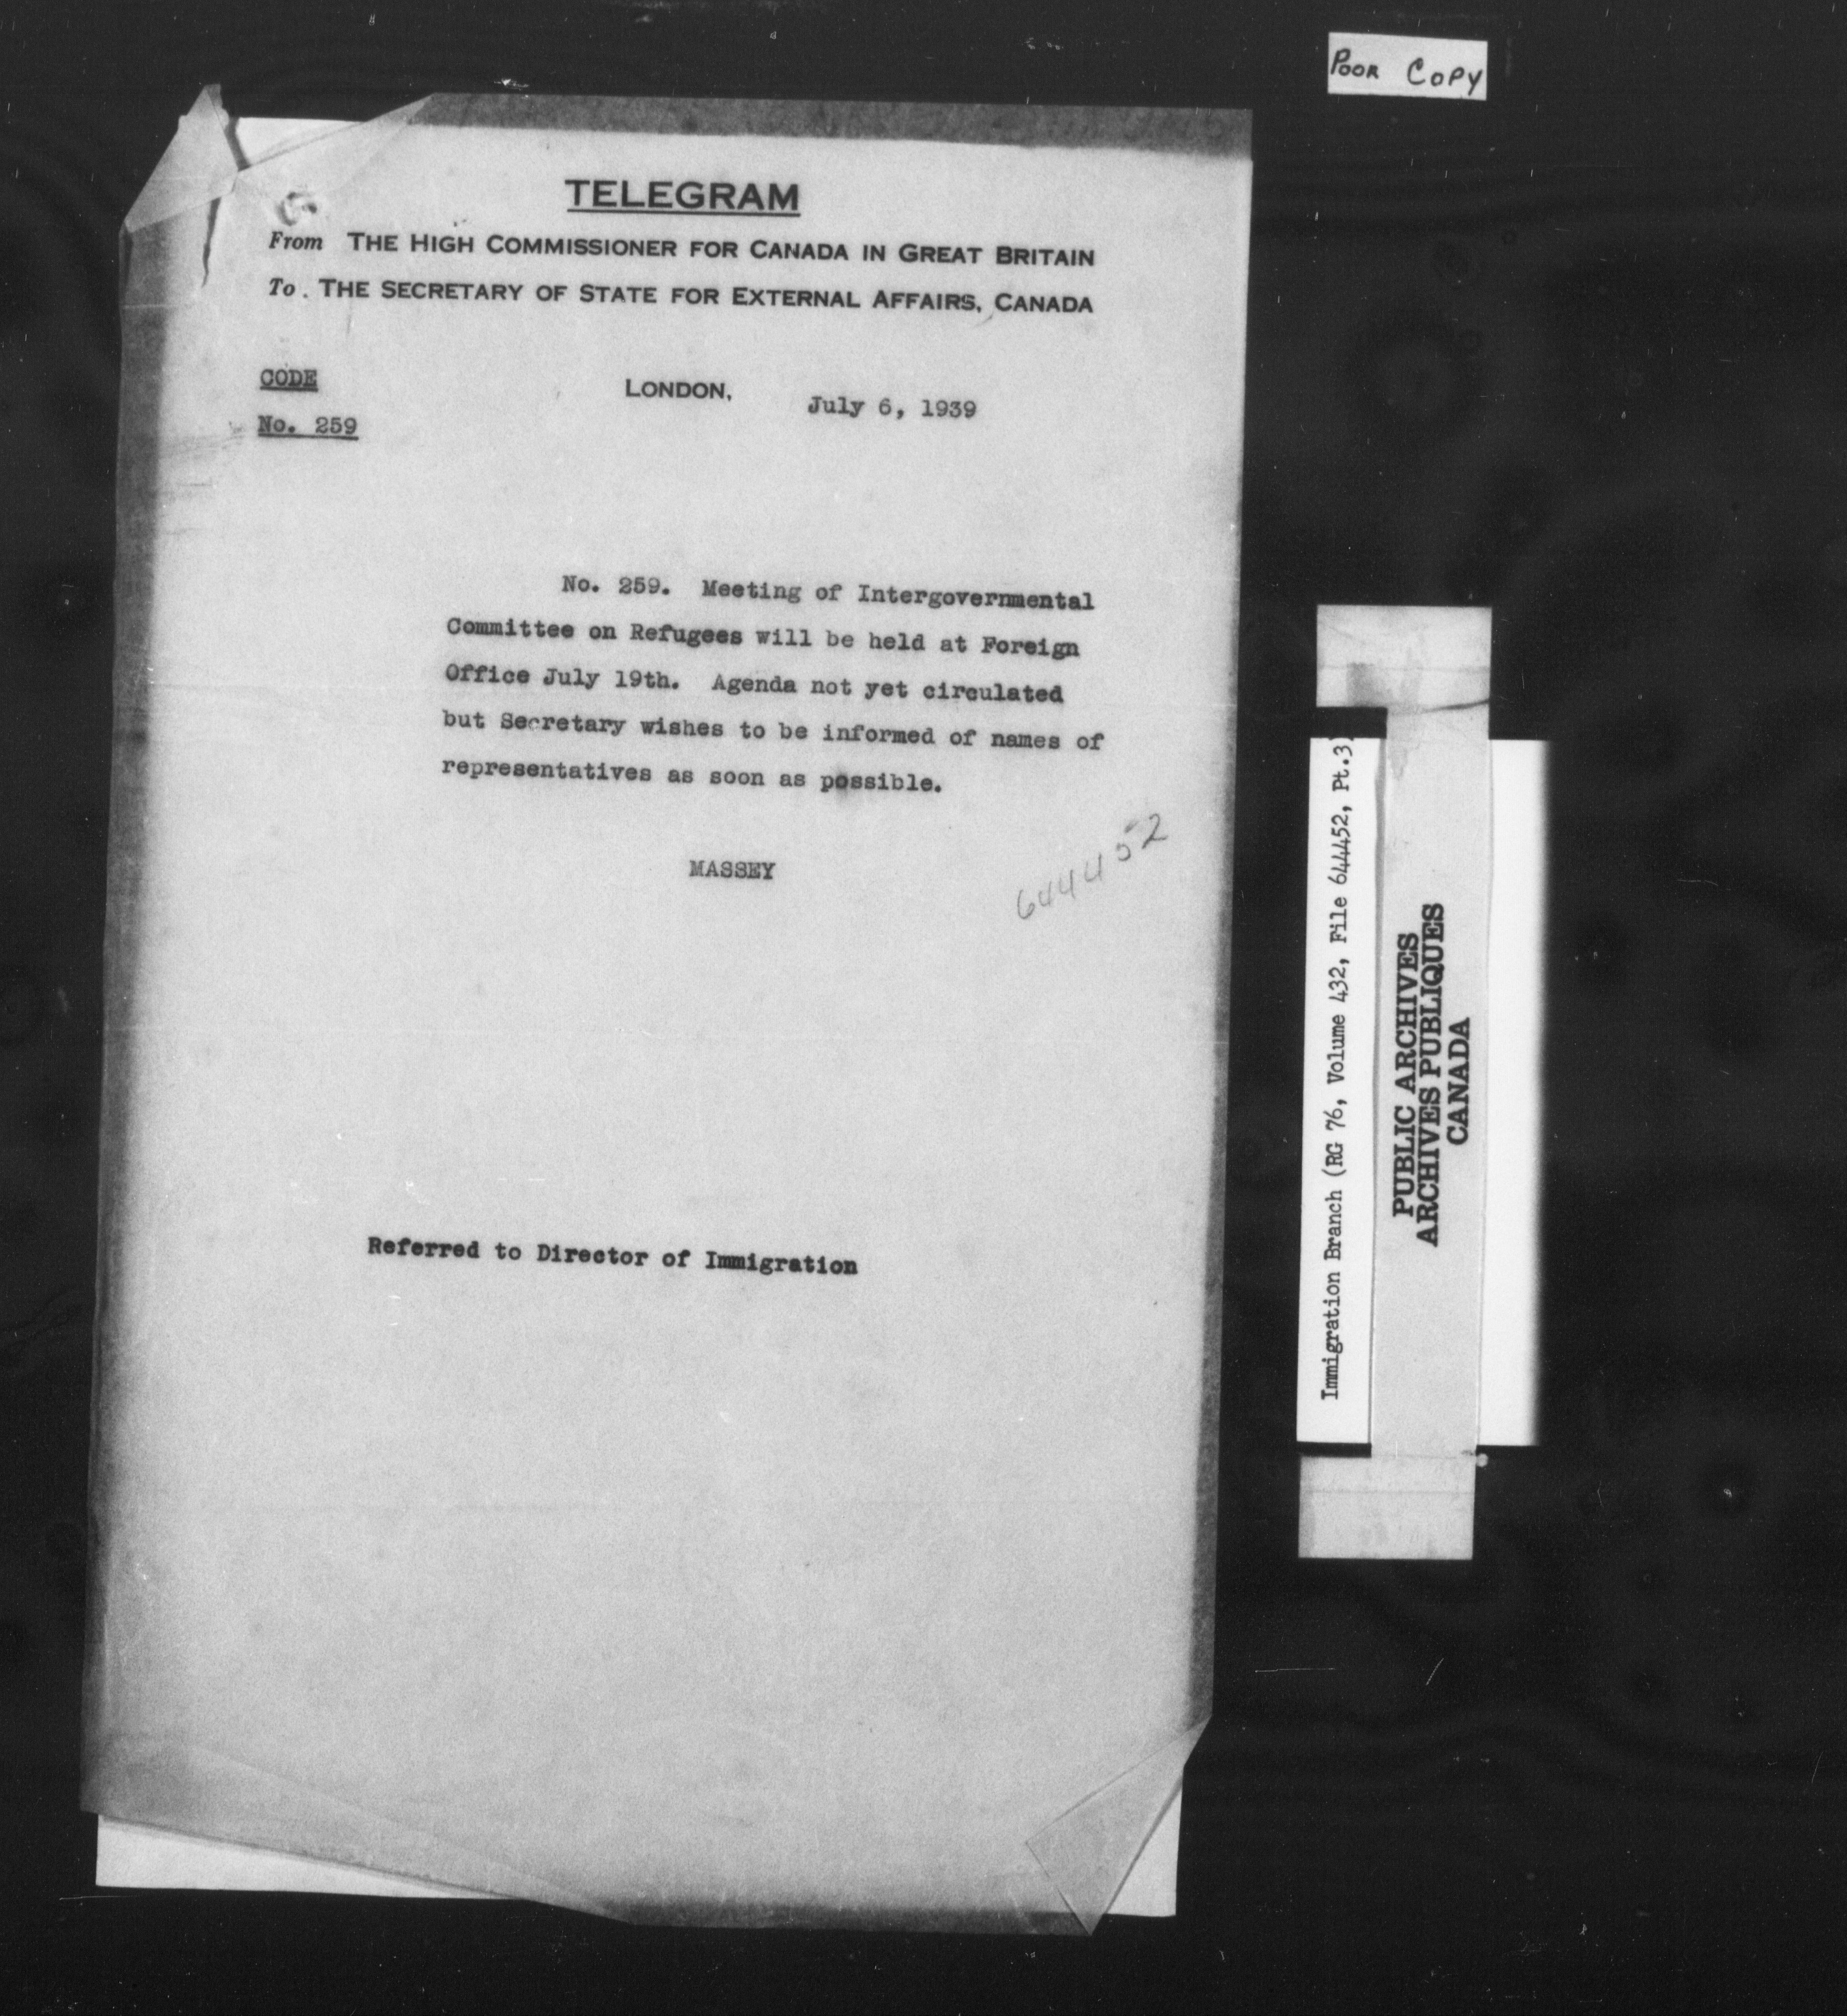 POOR COPY
TELEGRAM
From THE HIGH COMMISSIONER FOR CANADA IN GREAT BRITAIN
To. THE SECRETARY OF STATE FOR EXTERNAL AFFAIRS, CANADA
CODE
LONDON, July 6, 1939
No. 259
No. 259. Meeting of Intergovernmental
Committee on Refugees will be held at Foreign
Office July 19th. Agenda not yet circulated
but Secretary wishes to be informed of names of
representatives as soon as possible.
MASSEY
644452
Referred to Director of Immigration
Immigration Branch (RG 76, Volume 432, File 644452, Pt.3)
PUBLIC ARCHIVES
ARCHIVES PUBLIQUES
CANADA